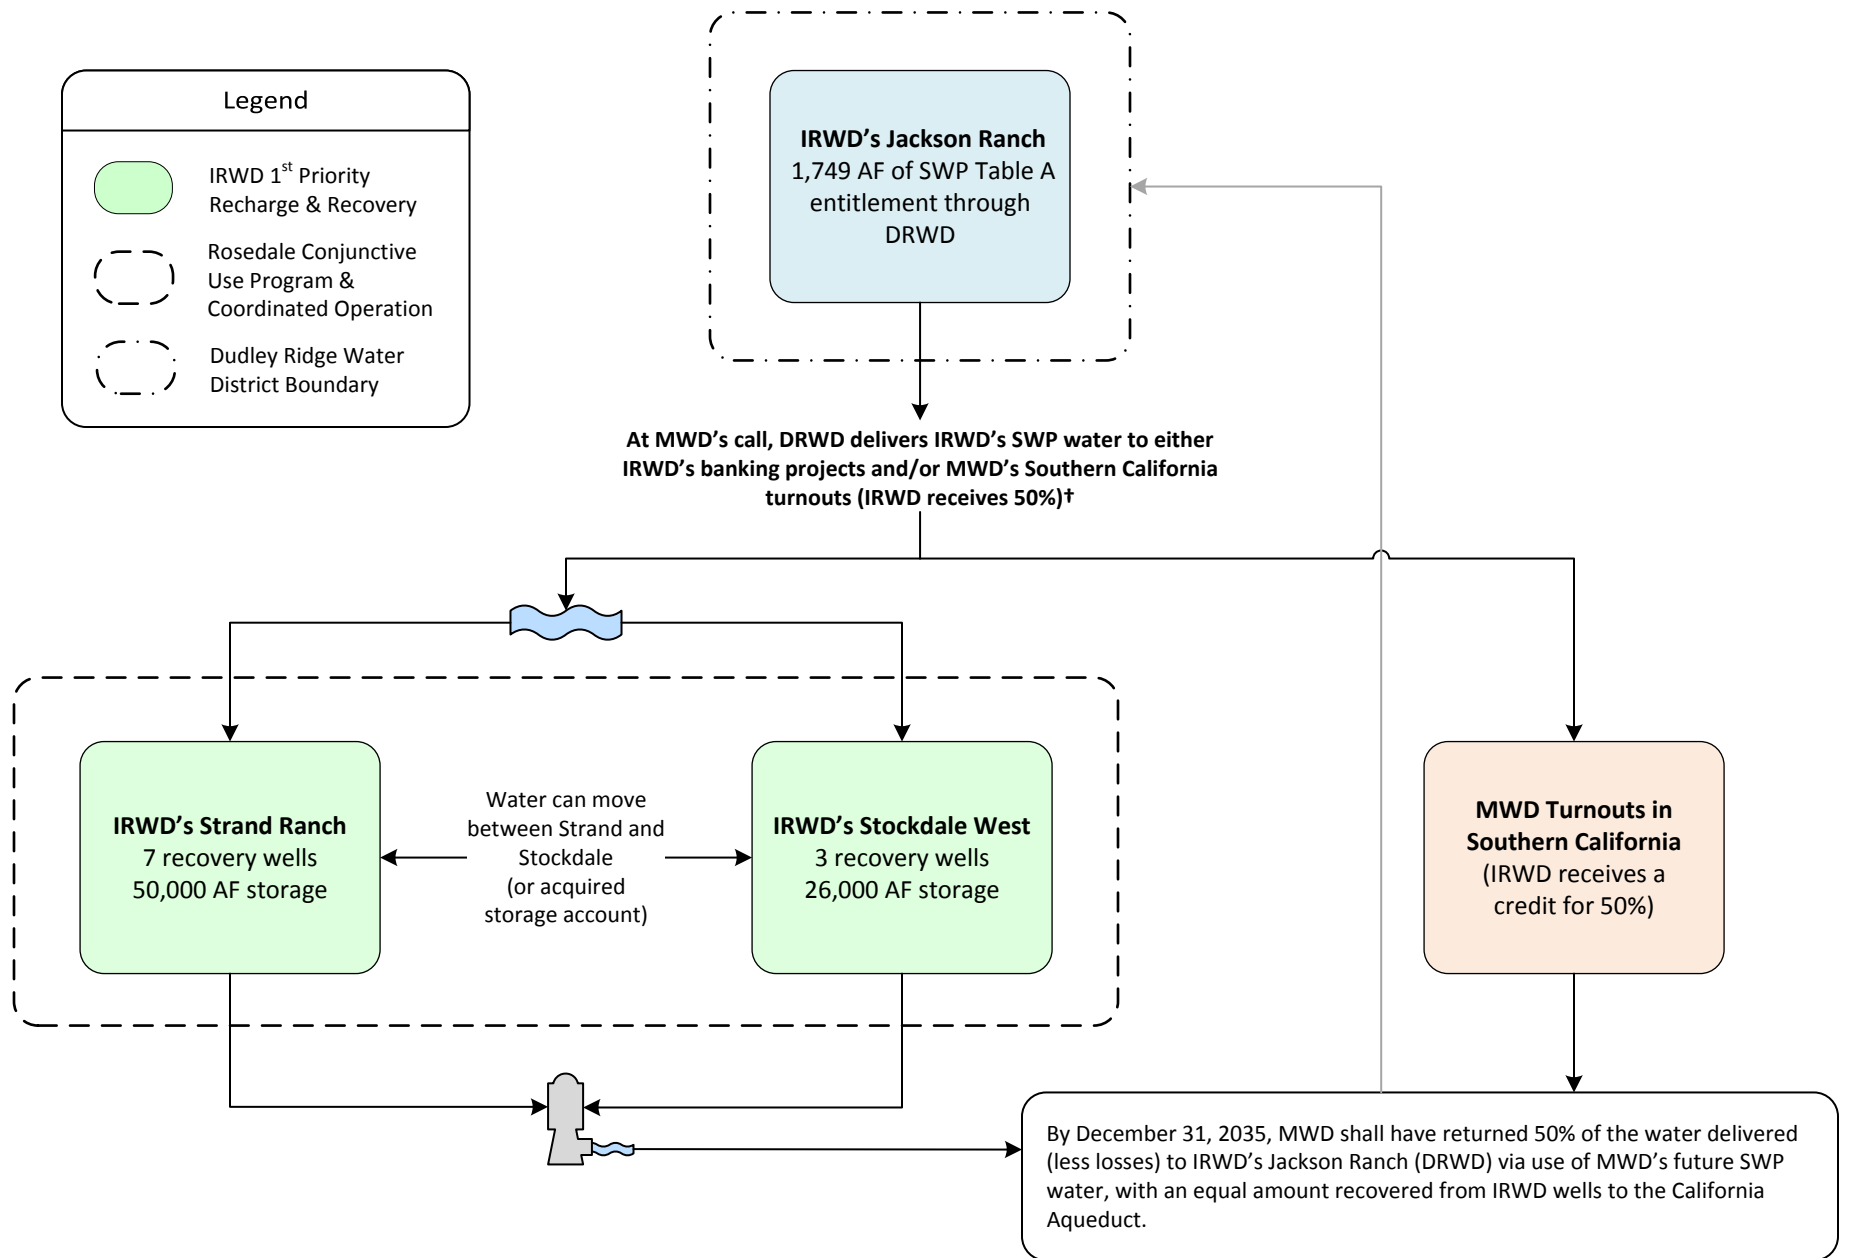 Legend
IRWD 1st Priority
Recharge & Recovery
Rosedale Conjunctive
Use Program &
Coordinated Operation
Dudley Ridge Water
District Boundary
IRWD’s Jackson Ranch
1,749 AF of SWP Table A
entitlement through
DRWD
At MWD’s call, DRWD delivers IRWD’s SWP water to either
IRWD’s banking projects and/or MWD’s Southern California
turnouts (IRWD receives 50%)†
IRWD’s Strand Ranch
7 recovery wells
50,000 AF storage
Water can move
between Strand and
Stockdale
(or acquired
storage account)
IRWD’s Stockdale West
3 recovery wells
26,000 AF storage
MWD Turnouts in
Southern California
(IRWD receives a
credit for 50%)
By December 31, 2035, MWD shall have returned 50% of the water delivered
(less losses) to IRWD’s Jackson Ranch (DRWD) via use of MWD’s future SWP
water, with an equal amount recovered from IRWD wells to the California
Aqueduct.